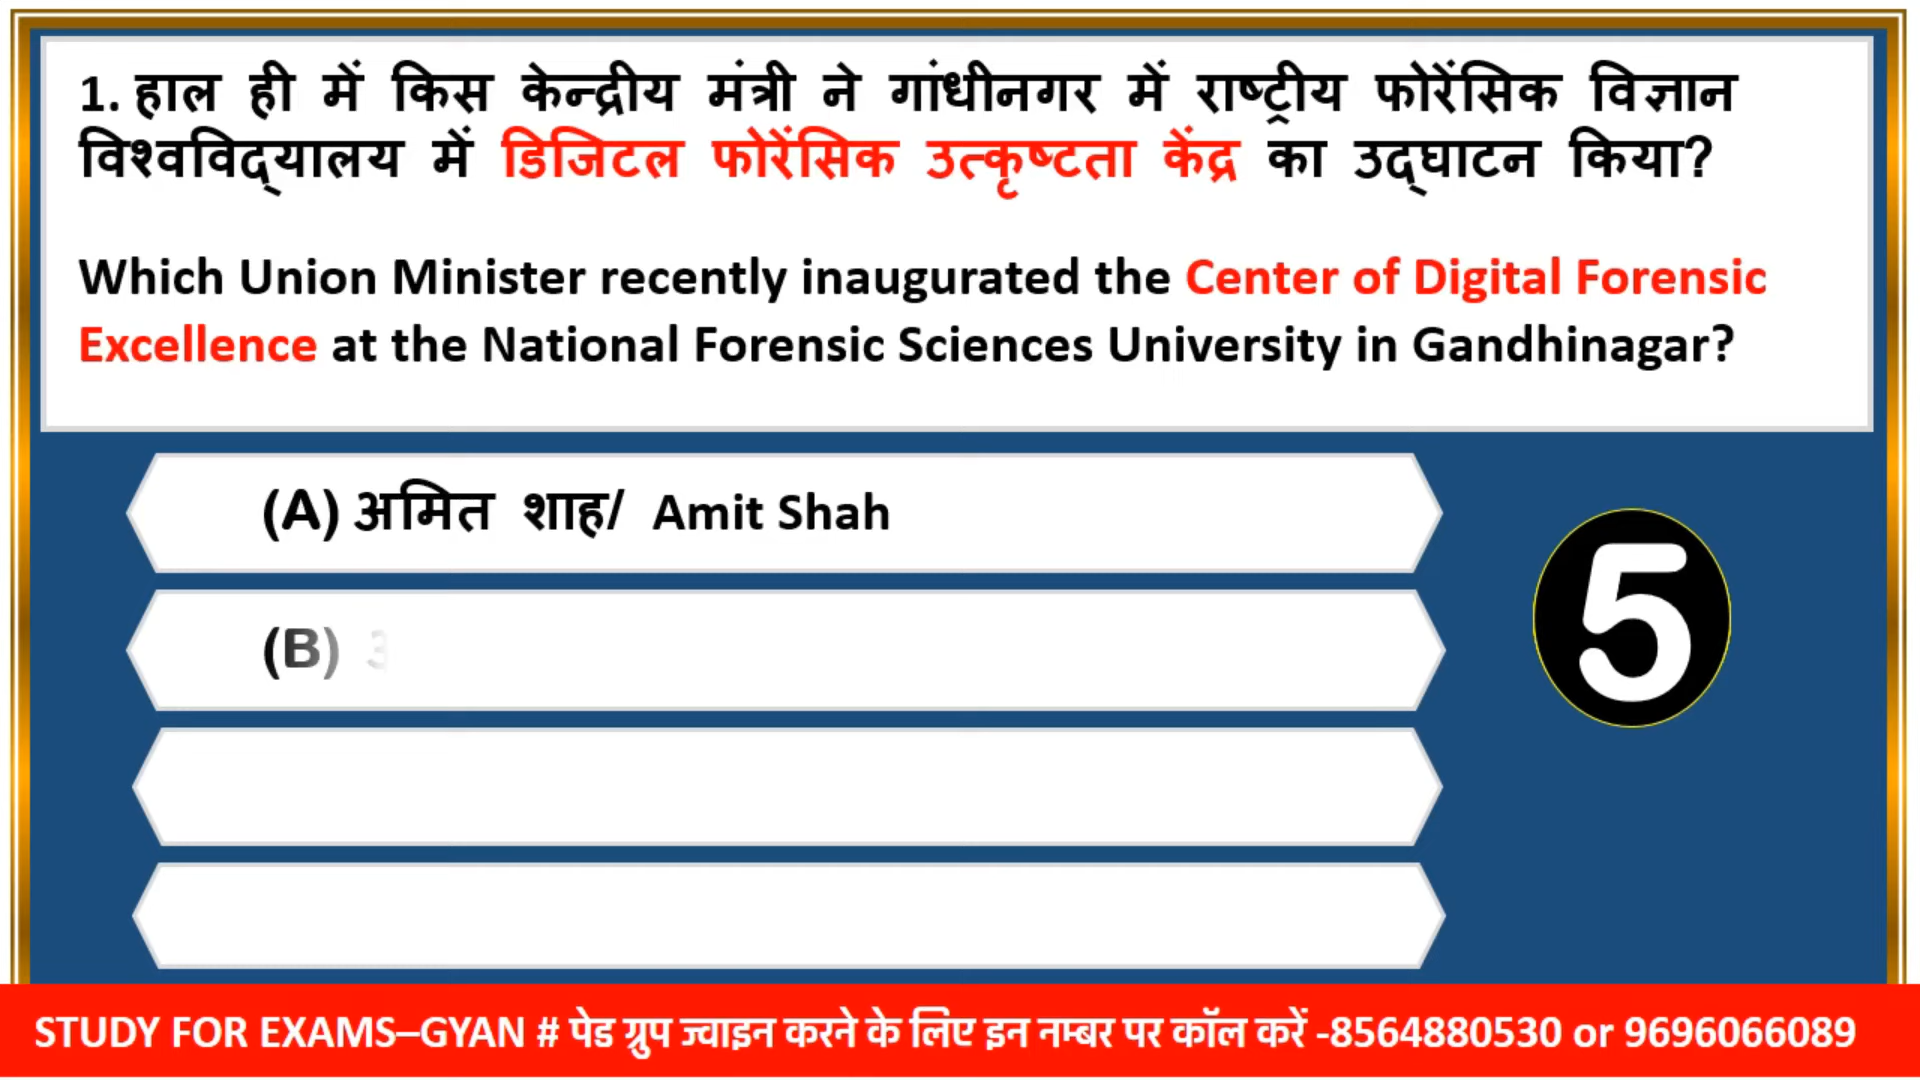 1. हाल ही में किस केन्द्रीय मंत्री ने गांधीनगर में राष्ट्रीय फोरेंसिक विज्ञान
विश्वविद्यालय में डिजिटल फोरेंसिक उत्कृष्टता केंद्र का उद्घाटन किया?
Which Union Minister recently inaugurated the Center of Digital Forensic
Excellence at the National Forensic Sciences University in Gandhinagar?
(A) अमित शाह/ Amit Shah
(B)
5
STUDY FOR EXAMS–GYAN # पेड ग्रुप ज्वाइन करने के लिए इन नम्बर पर कॉल करें -8564880530 or 9696066089